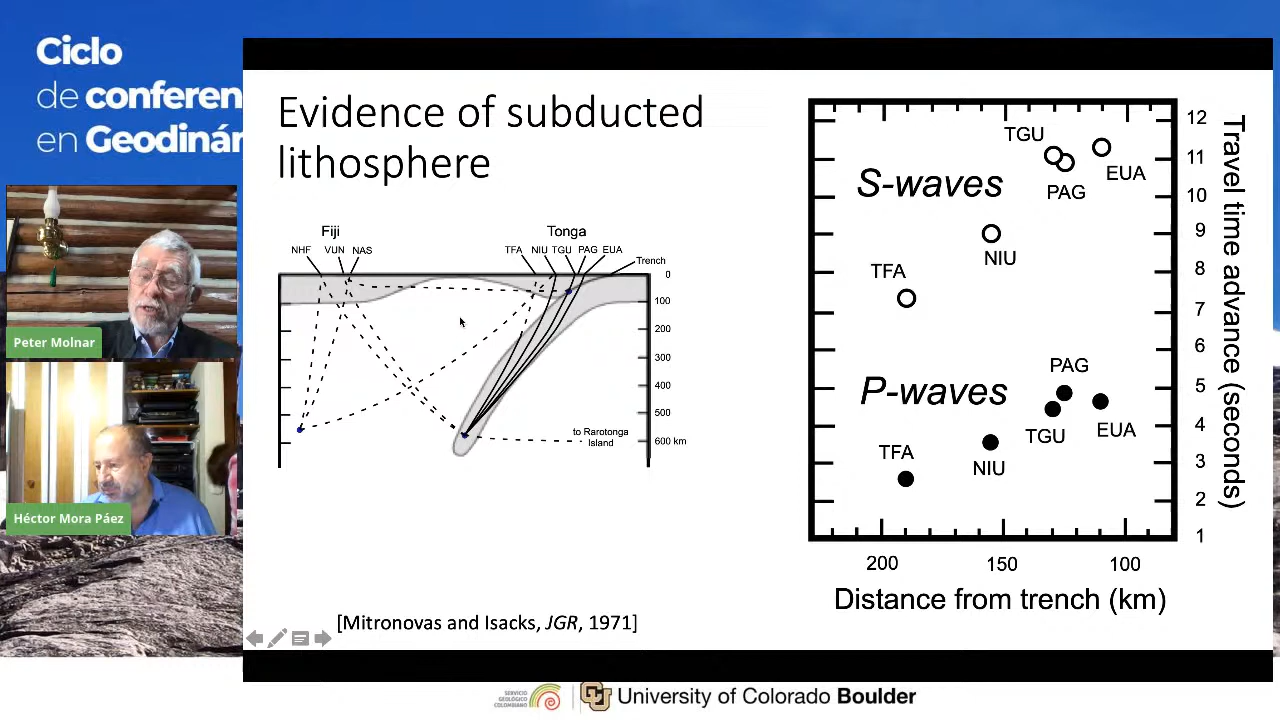 Ciclo
de conferen
en Geodinár
Peter Molnar
Héctor Mora Páez
Evidence of subducted
lithosphere
Fiji
Tonga
NHF VUN NAS
TFA NIU TGU PAG EUA
Trench
0
100
200
300
400
500
600 km
to Rarotonga
Island
[Mitronovas and Isacks, JGR, 1971]
S-waves
TGU
PAG
EUA
NIU
TFA
P-waves
PAG
TGU
EUA
TFA
NIU
12
11
10
9
8
7
6
5
4
3
2
1
Travel time advance (seconds)
200 150 100
Distance from trench (km)
SERVICIO
GEOLÓGICO
COLOMBIANO
CU
University of Colorado Boulder